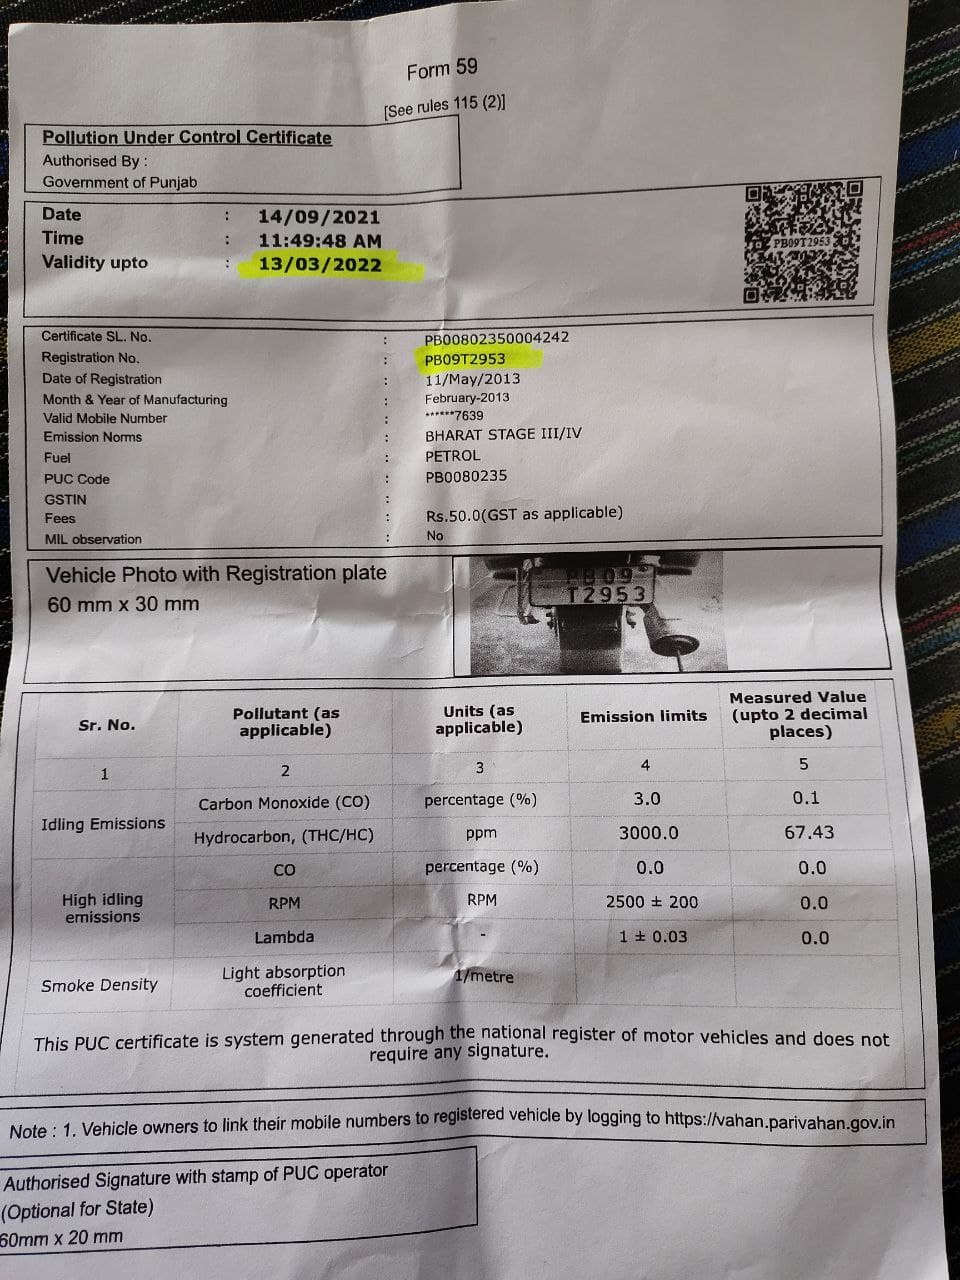 Form 59
[See rules 115 (2)]
Pollution Under Control Certificate
Authorised By :
Government of Punjab
Date : 14/09/2021
Time : 11:49:48 AM
Validity upto : 13/03/2022
PB09T2953
Certificate SL. No. : PB00802350004242
Registration No. : PB09T2953
Date of Registration : 11/May/2013
Month & Year of Manufacturing : February-2013
Valid Mobile Number : ******7639
Emission Norms : BHARAT STAGE III/IV
Fuel : PETROL
PUC Code : PB0080235
GSTIN :
Fees : Rs.50.0(GST as applicable)
MIL observation : No
Vehicle Photo with Registration plate
60 mm x 30 mm
PB09
T2953
Sr. No. Pollutant (as applicable) Units (as applicable) Emission limits Measured Value (upto 2 decimal places)
1 2 3 4 5
Idling Emissions Carbon Monoxide (CO) percentage (%) 3.0 0.1
Hydrocarbon, (THC/HC) ppm 3000.0 67.43
High idling emissions CO percentage (%) 0.0 0.0
RPM RPM 2500 ± 200 0.0
Lambda - 1 ± 0.03 0.0
Smoke Density Light absorption coefficient 1/metre
This PUC certificate is system generated through the national register of motor vehicles and does not
require any signature.
Note : 1. Vehicle owners to link their mobile numbers to registered vehicle by logging to https://vahan.parivahan.gov.in
Authorised Signature with stamp of PUC operator
(Optional for State)
60mm x 20 mm